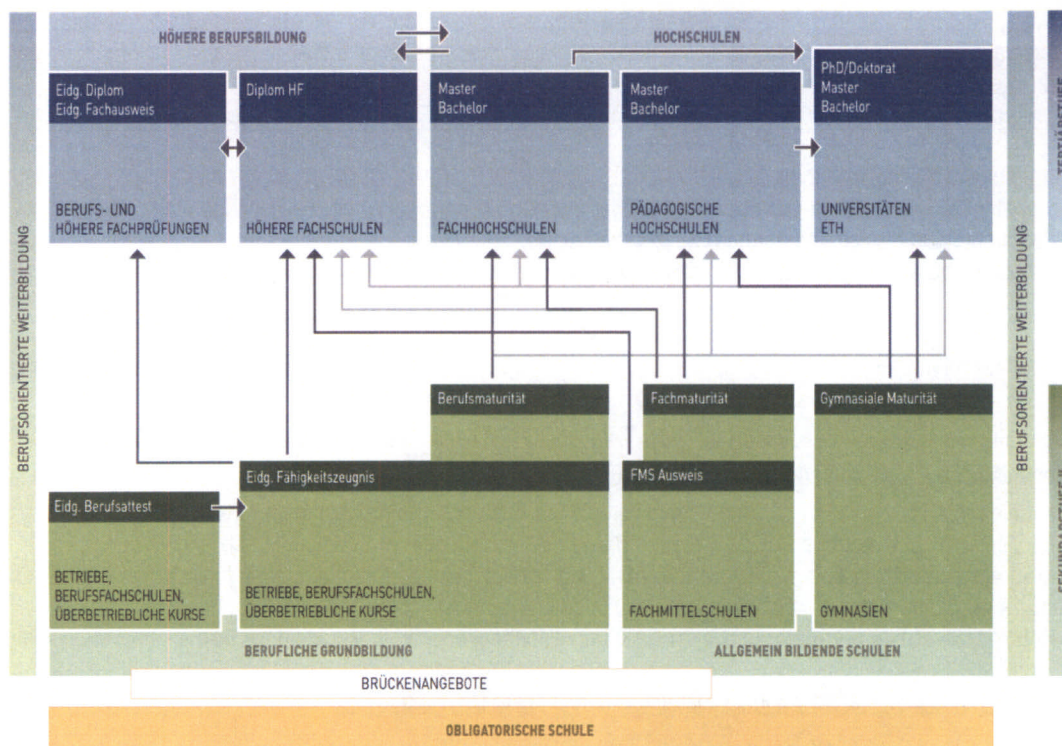 HÖHERE BERUFSBILDUNG
HOCHSCHULEN
Eidg. Diplom
Eidg. Fachausweis
BERUFS- UND
HÖHERE FACHPRÜFUNGEN
Diplom HF
HÖHERE FACHSCHULEN
Master
Bachelor
FACHHOCHSCHULEN
Master
Bachelor
PÄDAGOGISCHE
HOCHSCHULEN
PhD/Doktorat
Master
Bachelor
UNIVERSITÄTEN
ETH
BERUFSORIENTIERTE WEITERBILDUNG
BERUFSORIENTIERTE WEITERBILDUNG
Berufsmaturität
Fachmaturität
Gymnasiale Maturität
Eidg. Fähigkeitszeugnis
FMS Ausweis
Eidg. Berufsattest
BETRIEBE,
BERUFSFACHSCHULEN,
ÜBERBETRIEBLICHE KURSE
BETRIEBE, BERUFSFACHSCHULEN,
ÜBERBETRIEBLICHE KURSE
FACHMITTELSCHULEN
GYMNASIEN
BERUFLICHE GRUNDBILDUNG
ALLGEMEIN BILDENDE SCHULEN
BRÜCKENANGEBOTE
OBLIGATORISCHE SCHULE